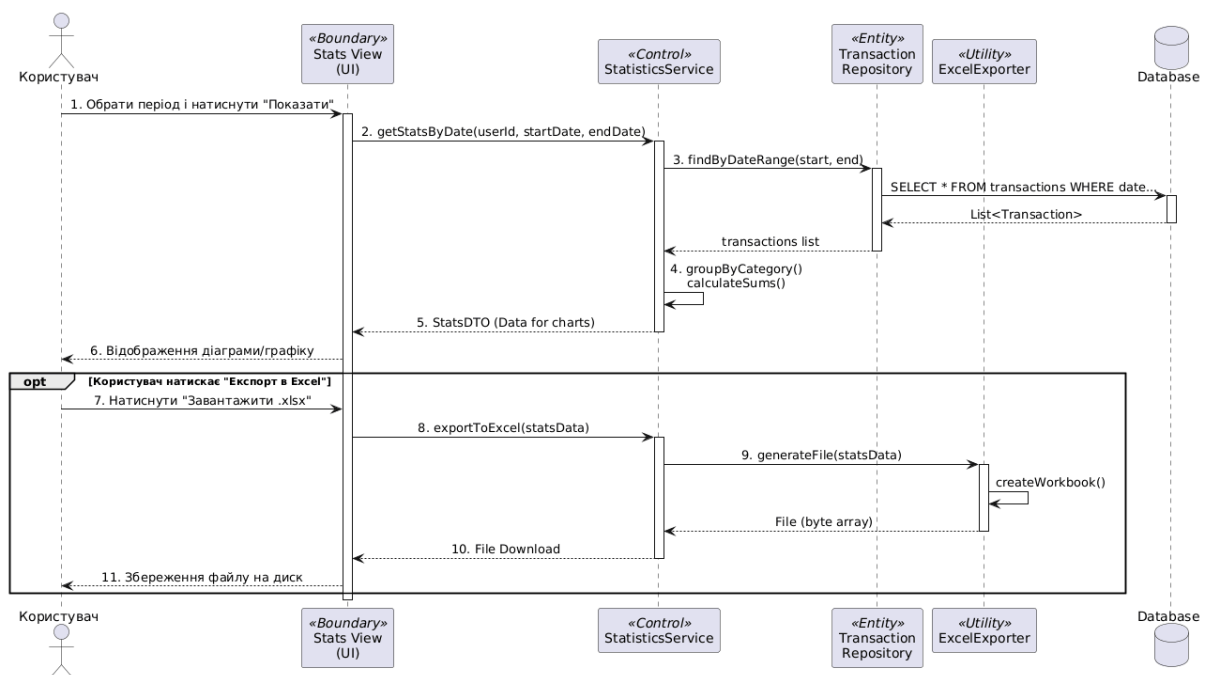 «Boundary»
Stats View
(UI)
«Control»
StatisticsService
«Entity»
Transaction
Repository
«Utility»
ExcelExporter
Користувач
Database
1. Обрати період і натиснути "Показати"
2. getStatsByDate(userId, startDate, endDate)
3. findByDateRange(start, end)
SELECT * FROM transactions WHERE date...
List<Transaction>
transactions list
4. groupByCategory()
calculateSums()
5. StatsDTO (Data for charts)
6. Відображення діаграми/графіку
opt
[Користувач натискає "Експорт в Excel"]
7. Натиснути "Завантажити .xlsx"
8. exportToExcel(statsData)
9. generateFile(statsData)
createWorkbook()
File (byte array)
10. File Download
11. Збереження файлу на диск
Користувач
«Boundary»
Stats View
(UI)
«Control»
StatisticsService
«Entity»
Transaction
Repository
«Utility»
ExcelExporter
Database